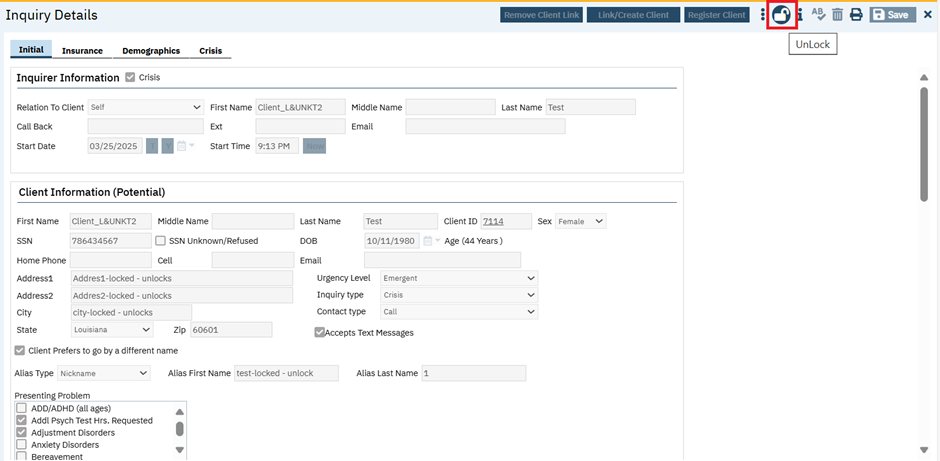 Inquiry Details
Remove Client Link Link/Create Client Register Client Save
UnLock
Initial Insurance Demographics Crisis
Inquirer Information Crisis
Relation To Client Self First Name Client_L&UNKT2 Middle Name Last Name Test
Call Back Ext Email
Start Date 03/25/2025 T Y Start Time 9:13 PM Now
Client Information (Potential)
First Name Client_L&UNKT2 Middle Name Last Name Test Client ID 7114 Sex Female
SSN 786434567 SSN Unknown/Refused DOB 10/11/1980 Age (44 Years )
Home Phone Cell Email
Address1 Addres1-locked - unlocks Urgency Level Emergent
Address2 Addres2-locked - unlocks Inquiry type Crisis
City city-locked - unlocks Contact type Call
State Louisiana Zip 60601 Accepts Text Messages
Client Prefers to go by a different name
Alias Type Nickname Alias First Name test-locked - unlock Alias Last Name 1
Presenting Problem
ADD/ADHD (all ages)
Addl Psych Test Hrs. Requested
Adjustment Disorders
Anxiety Disorders
Bereavement